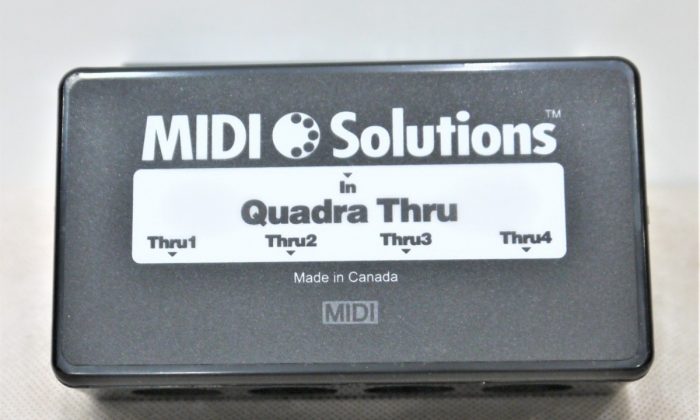 MIDI Solutions™
In
Quadra Thru
Thru1 Thru2 Thru3 Thru4
Made in Canada
MIDI